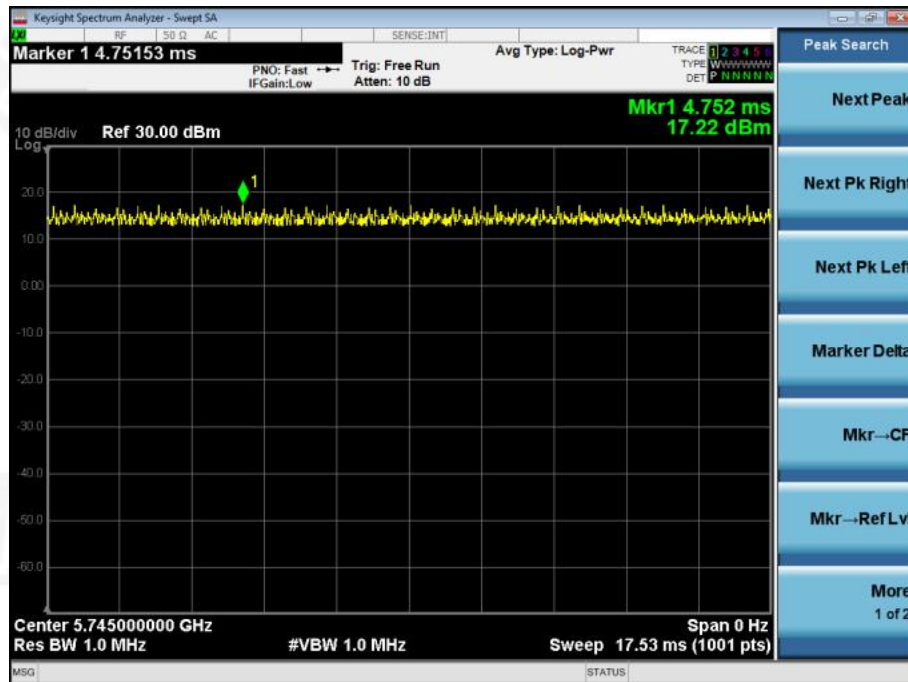 Keysight Spectrum Analyzer - Swept SA
RF 50 Ω AC SENSE:INT
Marker 1 4.75153 ms
PNO: Fast
IFGain:Low
Trig: Free Run
Atten: 10 dB
Avg Type: Log-Pwr
TRACE 1 2 3 4 5 6
TYPE W W W W W W
DET P N N N N N
Mkr1 4.752 ms
17.22 dBm
10 dB/div Ref 30.00 dBm
Log
1
20.0
10.0
0.00
-10.0
-20.0
-30.0
-40.0
-50.0
-60.0
Center 5.745000000 GHz Span 0 Hz
Res BW 1.0 MHz #VBW 1.0 MHz Sweep 17.53 ms (1001 pts)
MSG STATUS
Peak Search
Next Peak
Next Pk Right
Next Pk Left
Marker Delta
Mkr→CF
Mkr→Ref Lv
More
1 of 2